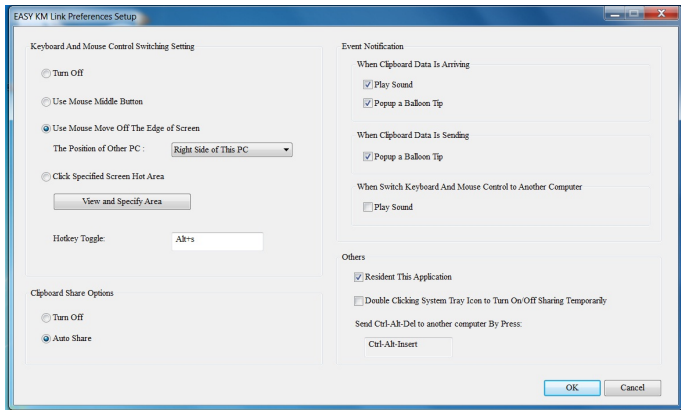 EASY KM Link Preferences Setup
Keyboard And Mouse Control Switching Setting
Turn Off
Use Mouse Middle Button
Use Mouse Move Off The Edge of Screen
The Position of Other PC :
Right Side of This PC
Click Specified Screen Hot Area
View and Specify Area
Hotkey Toggle:
Alt+s
Clipboard Share Options
Turn Off
Auto Share
Event Notification
When Clipboard Data Is Arriving
Play Sound
Popup a Balloon Tip
When Clipboard Data Is Sending
Popup a Balloon Tip
When Switch Keyboard And Mouse Control to Another Computer
Play Sound
Others
Resident This Application
Double Clicking System Tray Icon to Turn On/Off Sharing Temporarily
Send Ctrl-Alt-Del to another computer By Press:
Ctrl-Alt-Insert
OK
Cancel